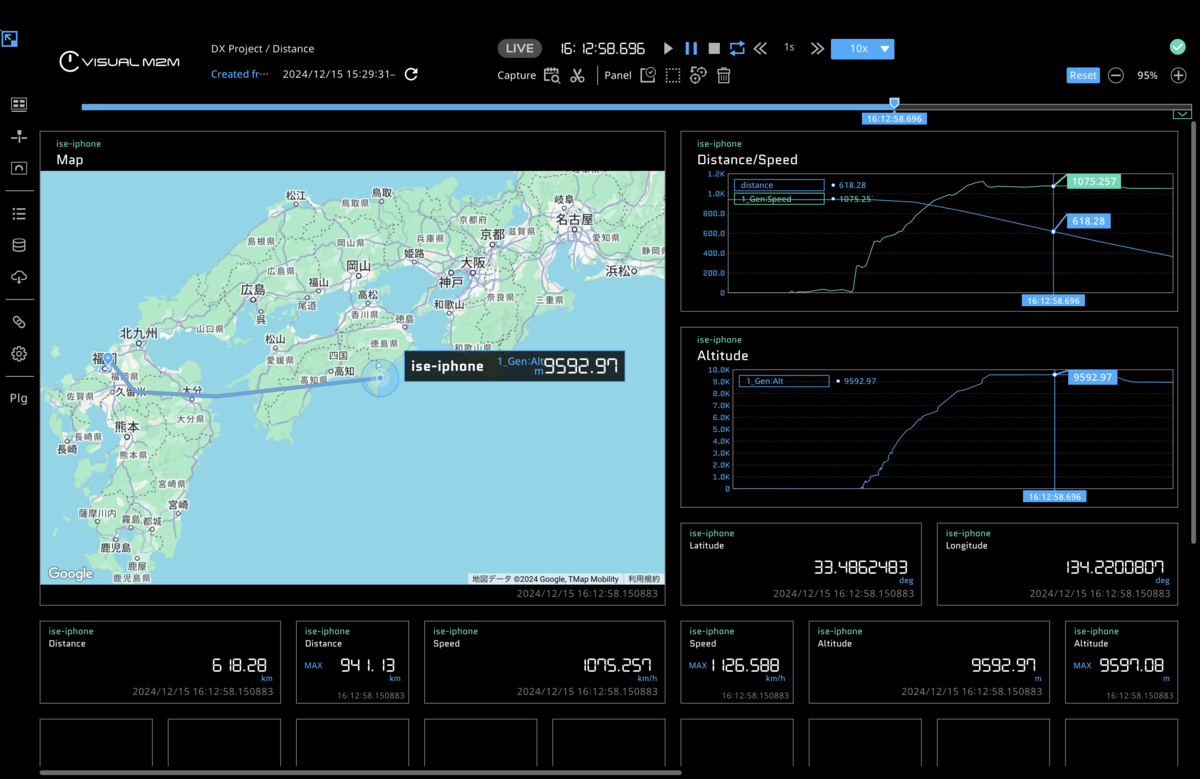 VISUAL M2M
DX Project / Distance
Created fr···
2024/12/15 15:29:31–
LIVE
16:12:58.696
1s
10x
Capture
Panel
Reset
95%
16:12:58.696
Plg
ise-iphone
Map
松江
鳥取
鳥取県
岐阜
名古屋
京都府
京都
滋賀県
愛知県
静岡
島根県
岡山県
兵庫県
姫路
大阪
浜松
広島県
岡山
神戸
広島
福山
尾道
高松
和歌山
奈良県
三重県
呉
香川県
徳島
山口県
北九州
松山
徳島県
和歌山県
福岡
愛媛県
四国
高知
福岡県
高知県
佐賀県
久留米
大分
大分県
熊本
長崎県
長崎
熊本県
宮崎県
宮崎
薩摩川内
霧島
都城
鹿児島
鹿屋
鹿児島県
ise-iphone
1_Gen:Alt
m
9592.97
Google
地図データ ©2024 Google, TMap Mobility
利用規約
2024/12/15 16:12:58.150883
ise-iphone
Distance/Speed
1.2K
1.0K
800.0
600.0
400.0
200.0
0
distance
618.28
1_Gen:Speed
1075.25
1075.257
618.28
16:12:58.696
ise-iphone
Altitude
10.0K
9.0K
8.0K
7.0K
6.0K
5.0K
4.0K
3.0K
2.0K
1.0K
0
1_Gen:Alt
9592.97
9592.97
16:12:58.696
ise-iphone
Latitude
33.4862483
deg
2024/12/15 16:12:58.150883
ise-iphone
Longitude
134.2200807
deg
2024/12/15 16:12:58.150883
ise-iphone
Distance
618.28
km
2024/12/15 16:12:58.150883
ise-iphone
Distance
MAX
941.13
km
16:12:58.150883
ise-iphone
Speed
1075.257
km/h
2024/12/15 16:12:58.150883
ise-iphone
Speed
MAX
1126.588
km/h
16:12:58.150883
ise-iphone
Altitude
9592.97
m
2024/12/15 16:12:58.150883
ise-iphone
Altitude
MAX
9597.08
m
16:12:58.150883